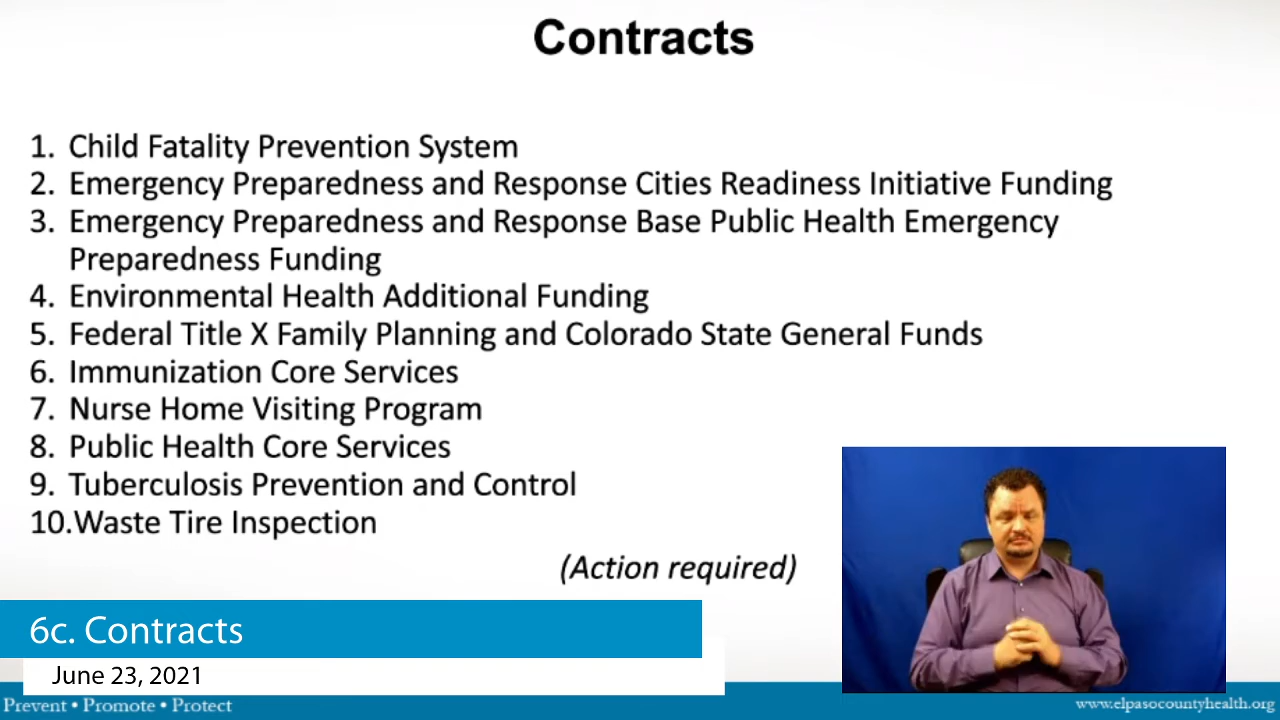 Contracts
1. Child Fatality Prevention System
2. Emergency Preparedness and Response Cities Readiness Initiative Funding
3. Emergency Preparedness and Response Base Public Health Emergency
Preparedness Funding
4. Environmental Health Additional Funding
5. Federal Title X Family Planning and Colorado State General Funds
6. Immunization Core Services
7. Nurse Home Visiting Program
8. Public Health Core Services
9. Tuberculosis Prevention and Control
10.Waste Tire Inspection
(Action required)
6c. Contracts
June 23, 2021
Prevent • Promote • Protect
www.elpasocountyhealth.org